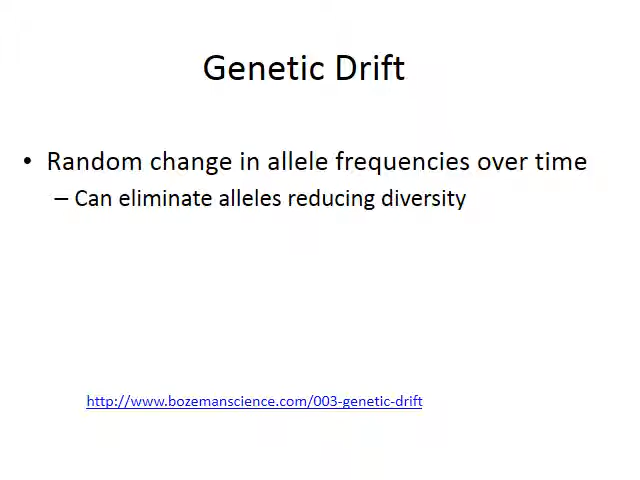 Genetic Drift
• Random change in allele frequencies over time
– Can eliminate alleles reducing diversity
http://www.bozemanscience.com/003-genetic-drift